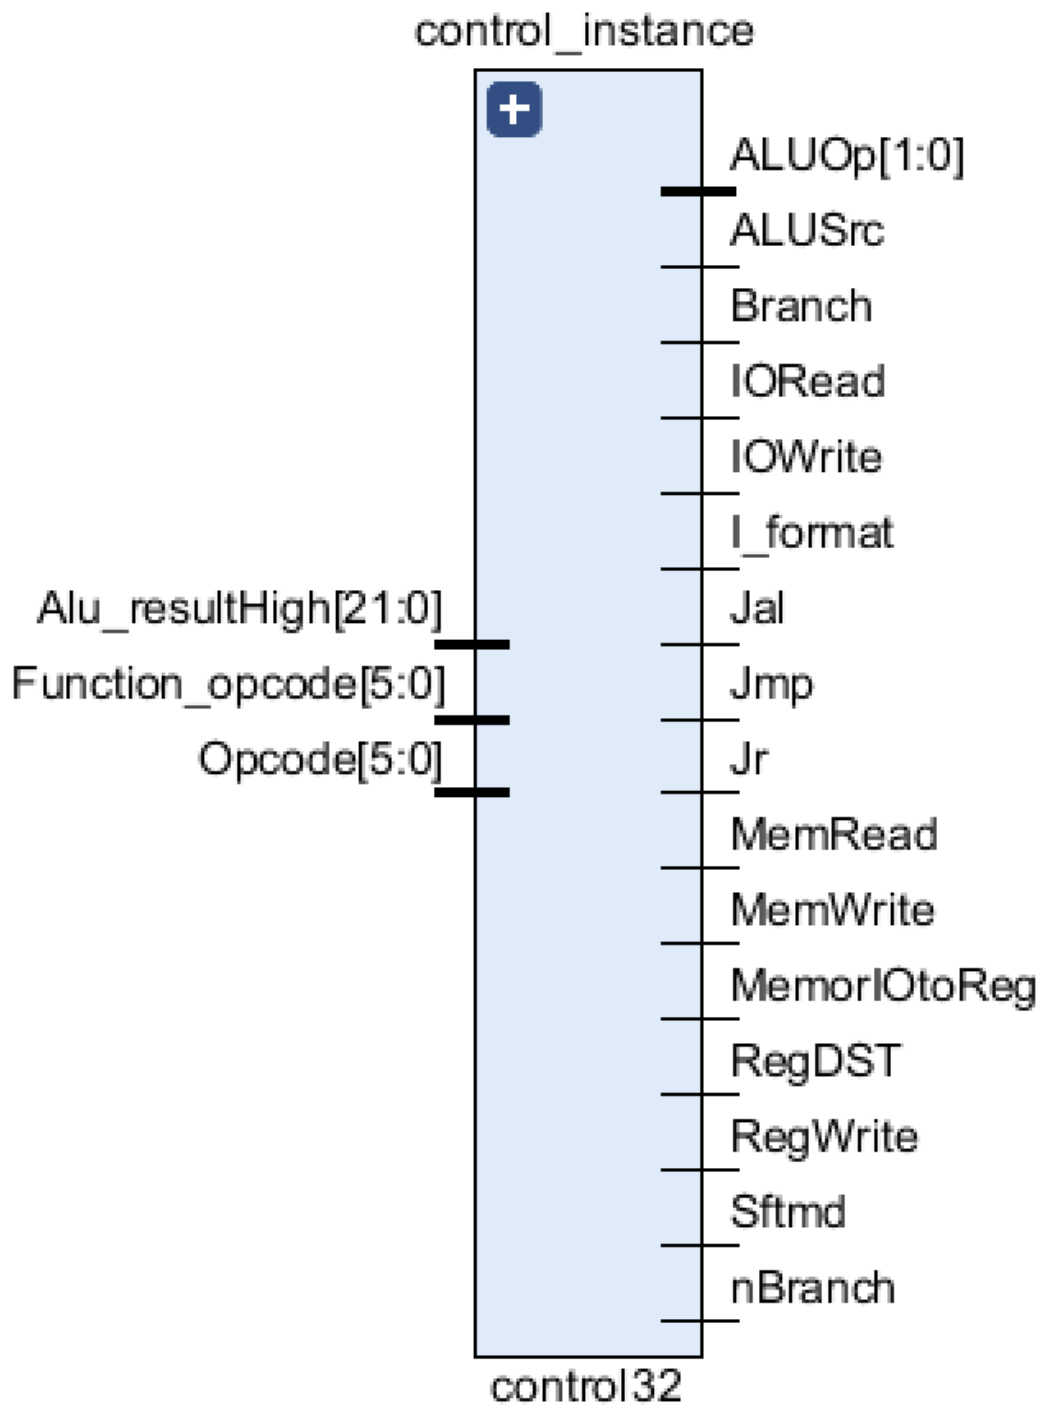 control_instance
ALUOp[1:0]
ALUSrc
Branch
IORead
IOWrite
I_format
Alu_resultHigh[21:0]
Jal
Function_opcode[5:0]
Jmp
Opcode[5:0]
Jr
MemRead
MemWrite
MemorIOtoReg
RegDST
RegWrite
Sftmd
nBranch
control32